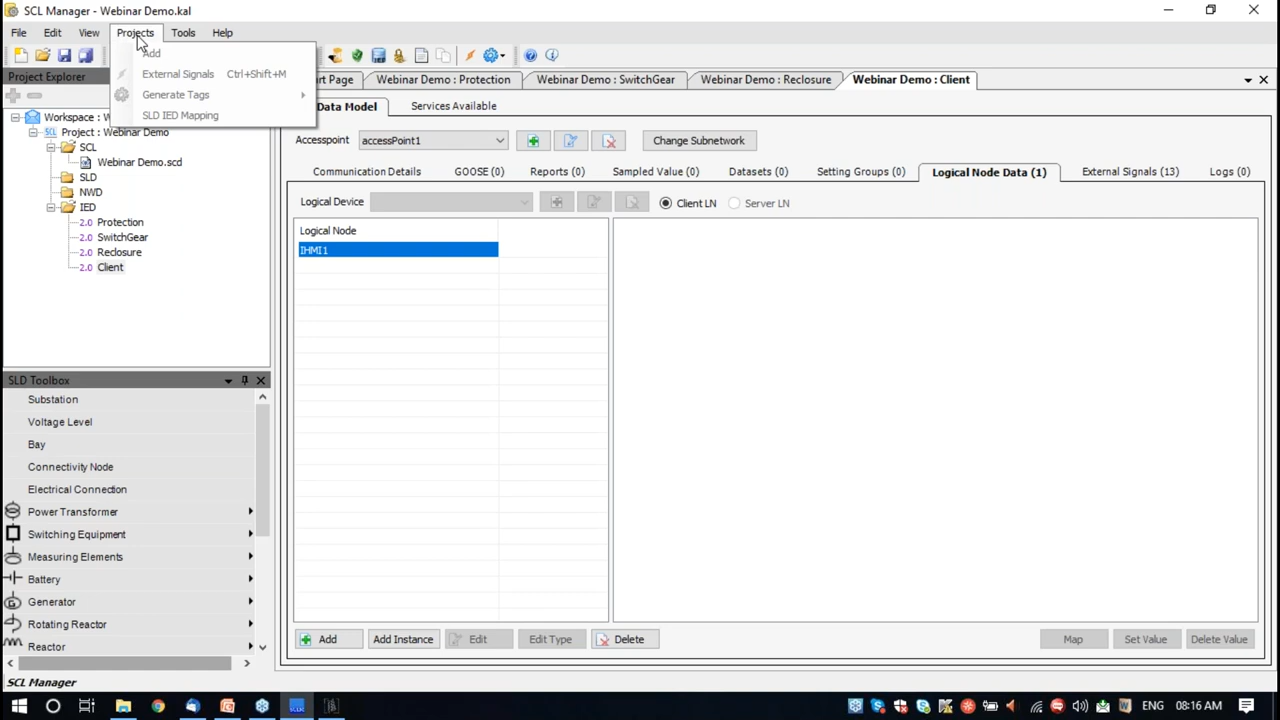 SCL Manager - Webinar Demo.kal
File Edit View Projects Tools Help
Project Explorer
Add
External Signals Ctrl+Shift+M
Generate Tags
SLD IED Mapping
Workspace : W
Project : Webinar Demo
SCL
Webinar Demo.scd
SLD
NWD
IED
2.0 Protection
2.0 SwitchGear
2.0 Reclosure
2.0 Client
SLD Toolbox
Substation
Voltage Level
Bay
Connectivity Node
Electrical Connection
Power Transformer
Switching Equipment
Measuring Elements
Battery
Generator
Rotating Reactor
Reactor
art Page Webinar Demo : Protection Webinar Demo : SwitchGear Webinar Demo : Reclosure Webinar Demo : Client
Data Model Services Available
Accesspoint accessPoint1 Change Subnetwork
Communication Details GOOSE (0) Reports (0) Sampled Value (0) Datasets (0) Setting Groups (0) Logical Node Data (1) External Signals (13) Logs (0)
Logical Device Client LN Server LN
Logical Node
IHMI1
Add Add Instance Edit Edit Type Delete Map Set Value Delete Value
SCL Manager
ENG 08:16 AM